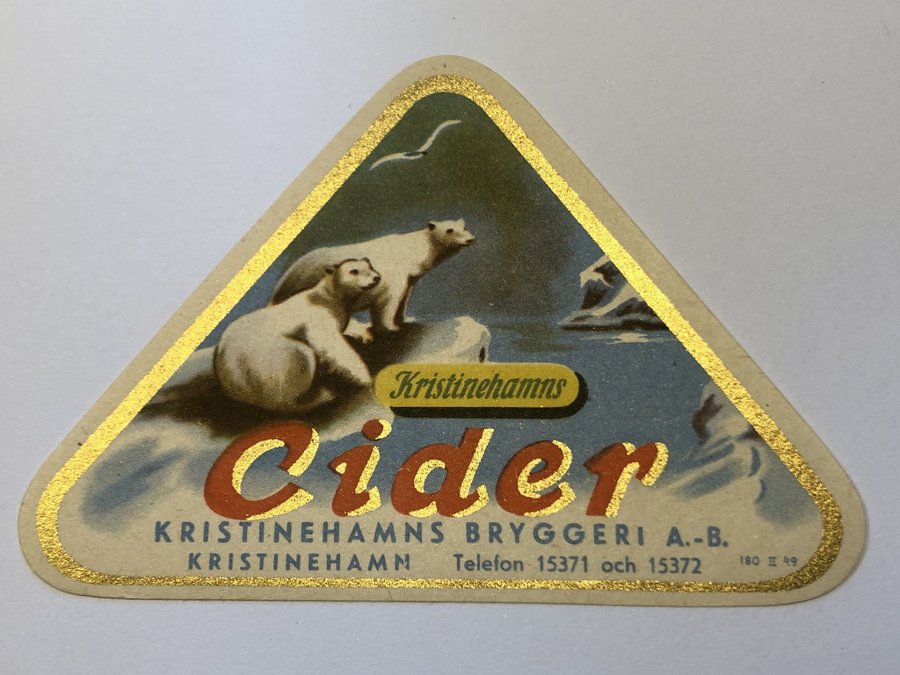 Kristinehamns
Cider
KRISTINEHAMNS BRYGGERI A.-B.
KRISTINEHAMN Telefon 15371 och 15372 180 II 49